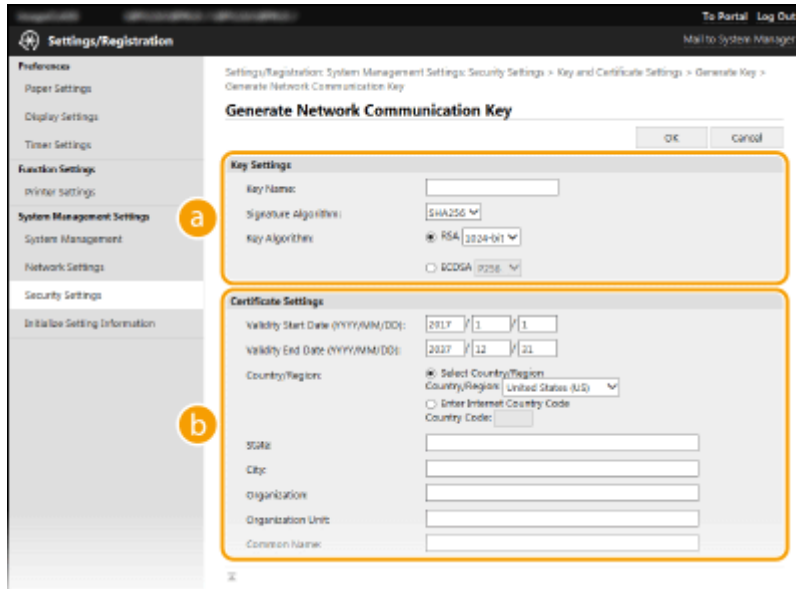 To Portal Log Out
Settings/Registration
Mail to System Manager
Preferences
Paper Settings
Display Settings
Timer Settings
Function Settings
Printer Settings
System Management Settings
System Management
Network Settings
Security Settings
Initialize Setting Information
Settings/Registration: System Management Settings: Security Settings > Key and Certificate Settings > Generate Key >
Generate Network Communication Key
Generate Network Communication Key
OK Cancel
a
Key Settings
Key Name:
Signature Algorithm: SHA256
Key Algorithm: RSA 1024-bit
ECDSA P256
b
Certificate Settings
Validity Start Date (YYYY/MM/DD): 2017 / 1 / 1
Validity End Date (YYYY/MM/DD): 2037 / 12 / 31
Country/Region: Select Country/Region
Country/Region: United States (US)
Enter Internet Country Code
Country Code:
State:
City:
Organization:
Organization Unit:
Common Name: